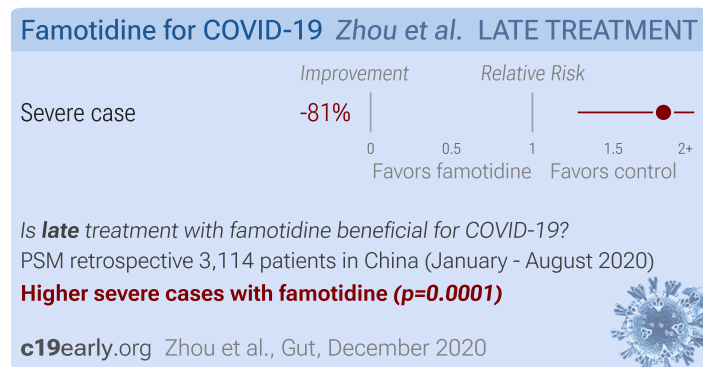 Famotidine for COVID-19 Zhou et al. LATE TREATMENT
Improvement Relative Risk
Severe case -81%
0 0.5 1 1.5 2+
Favors famotidine Favors control
Is late treatment with famotidine beneficial for COVID-19?
PSM retrospective 3,114 patients in China (January - August 2020)
Higher severe cases with famotidine (p=0.0001)
c19early.org Zhou et al., Gut, December 2020